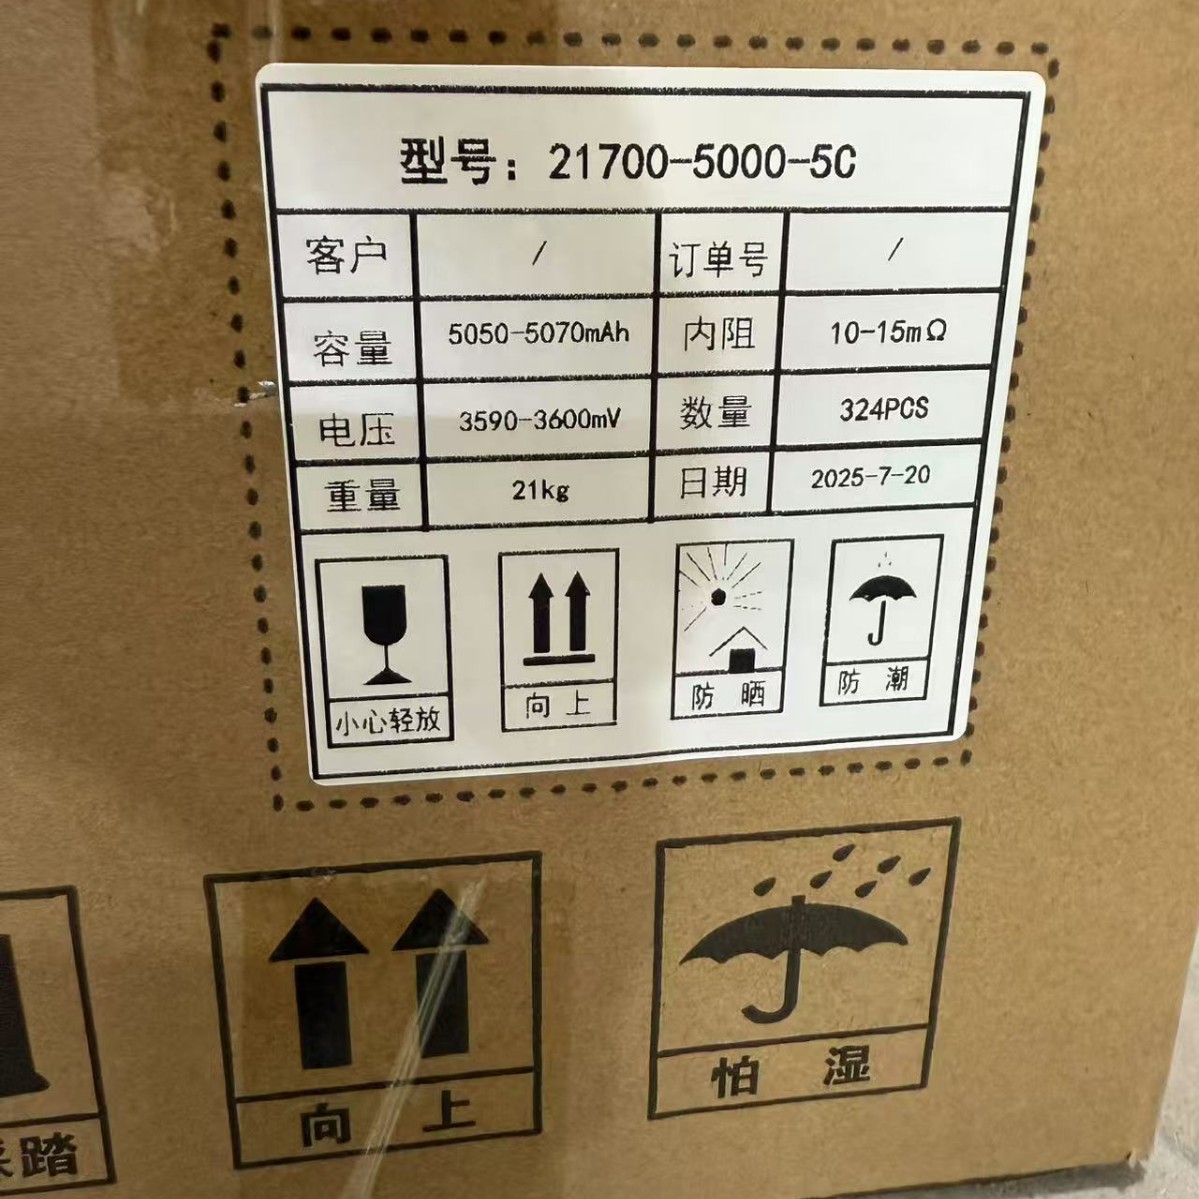 型号：21700-5000-5C
客户 / 订单号 /
容量 5050-5070mAh 内阻 10-15mΩ
电压 3590-3600mV 数量 324PCS
重量 21kg 日期 2025-7-20
小心轻放 向上 防晒 防潮
踏 向上 怕湿